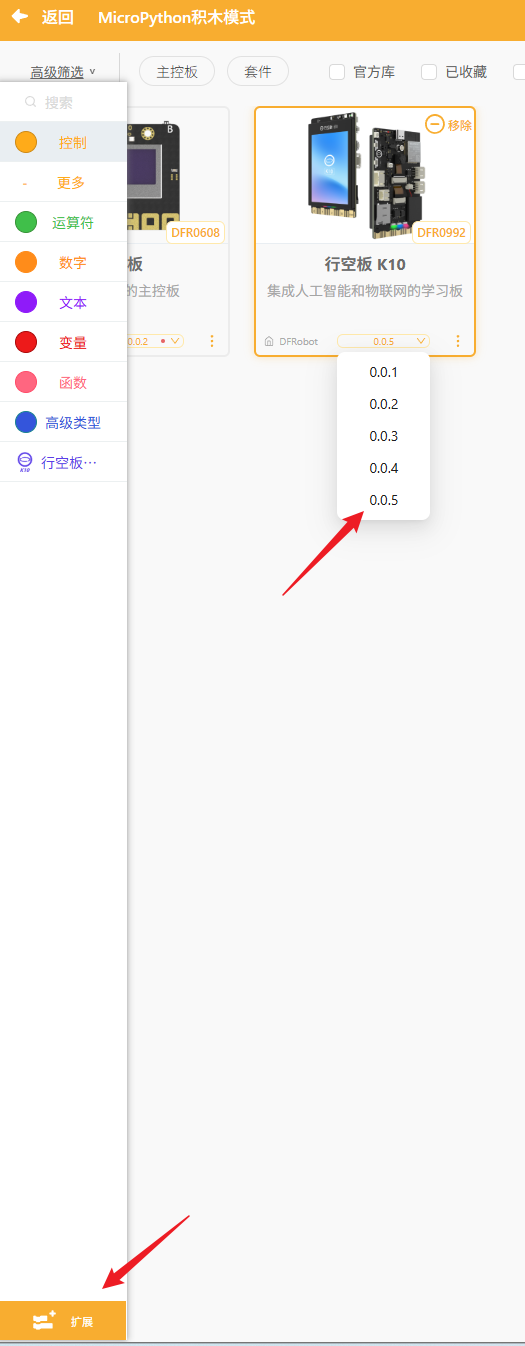 返回 MicroPython积木模式
高级筛选 主控板 套件 官方库 已收藏
搜索
控制
- 更多
运算符
数字
文本
变量
函数
高级类型
行空板…
扩展
B
DFR0608
板
的主控板
0.0.2
移除
K10
DFR0992
行空板 K10
集成人工智能和物联网的学习板
DFRobot 0.0.5
0.0.1
0.0.2
0.0.3
0.0.4
0.0.5